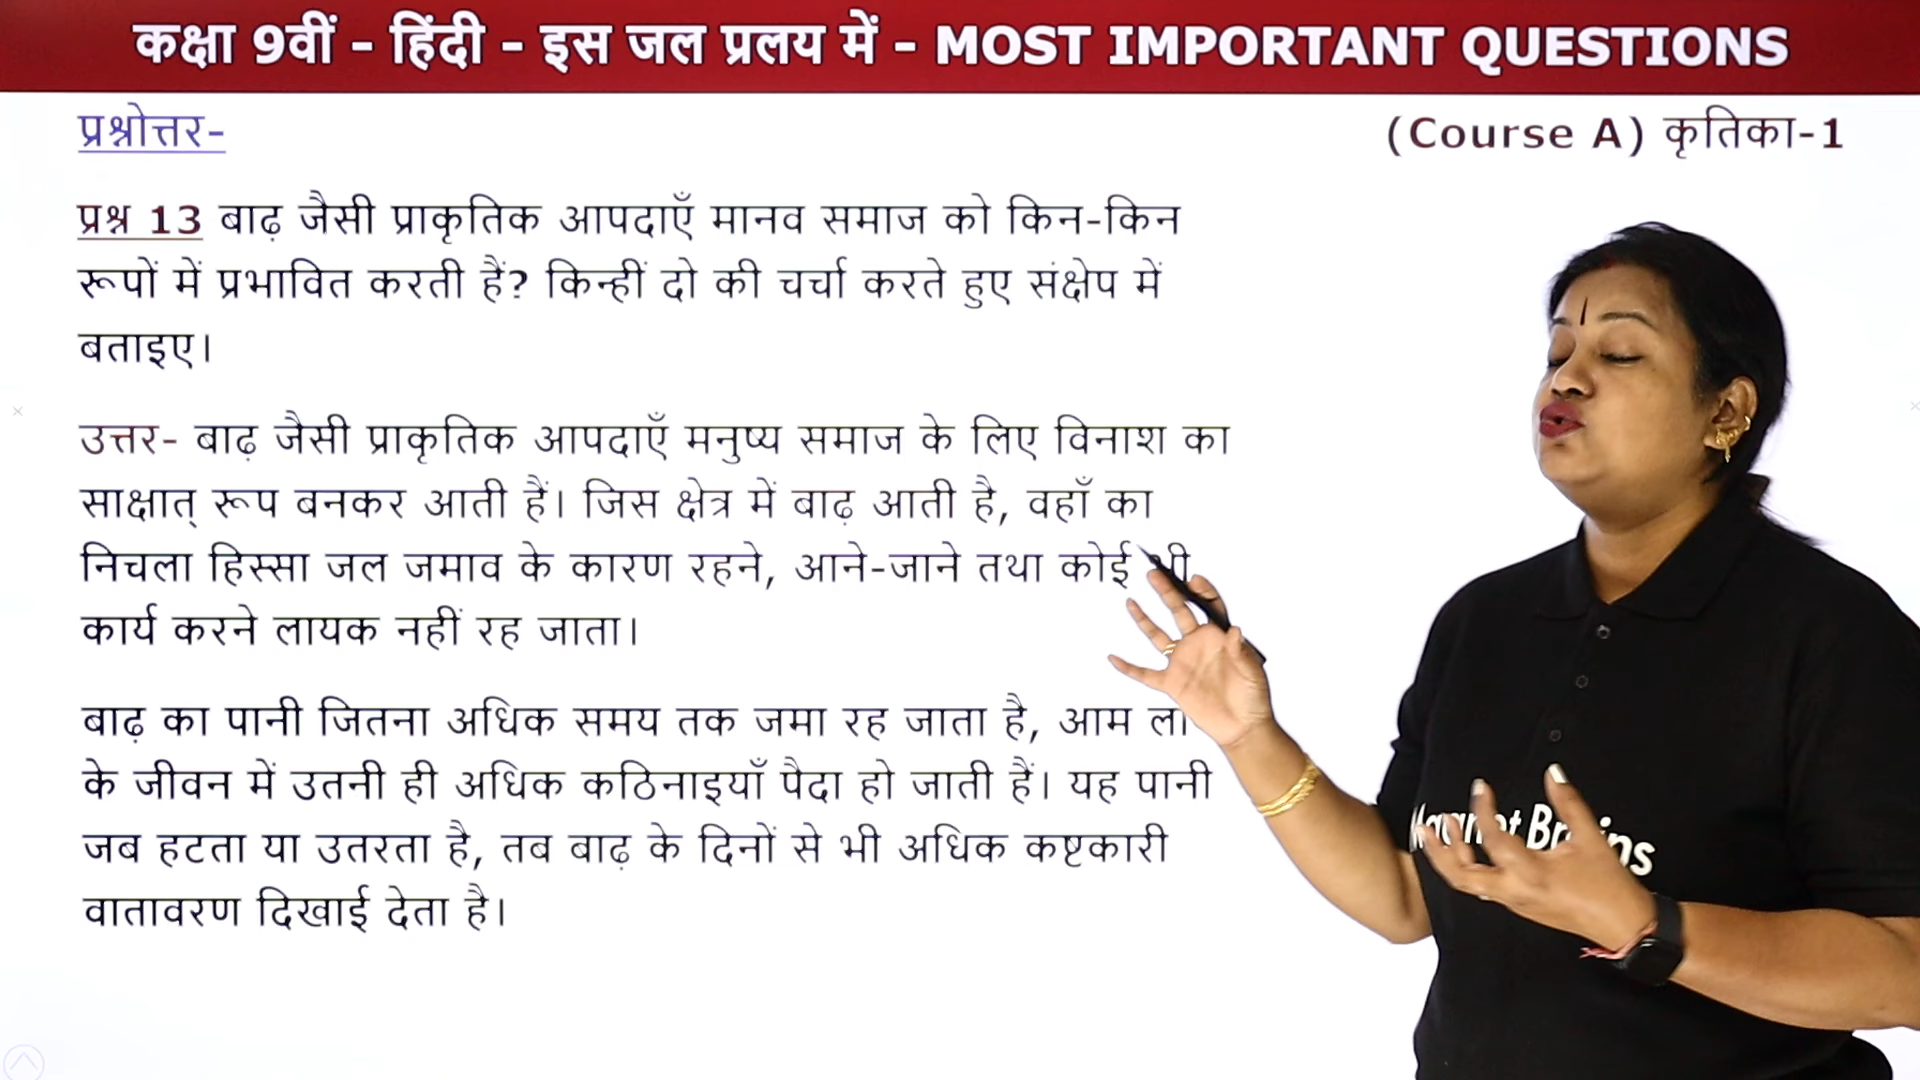 कक्षा 9वीं - हिंदी - इस जल प्रलय में - MOST IMPORTANT QUESTIONS
प्रश्नोत्तर-
(Course A) कृतिका-1
प्रश्न 13 बाढ़ जैसी प्राकृतिक आपदाएँ मानव समाज को किन-किन
रूपों में प्रभावित करती हैं? किन्हीं दो की चर्चा करते हुए संक्षेप में
बताइए।
उत्तर- बाढ़ जैसी प्राकृतिक आपदाएँ मनुष्य समाज के लिए विनाश का
साक्षात् रूप बनकर आती हैं। जिस क्षेत्र में बाढ़ आती है, वहाँ का
निचला हिस्सा जल जमाव के कारण रहने, आने-जाने तथा कोई
कार्य करने लायक नहीं रह जाता।
बाढ़ का पानी जितना अधिक समय तक जमा रह जाता है, आम
के जीवन में उतनी ही अधिक कठिनाइयाँ पैदा हो जाती हैं। यह पानी
जब हटता या उतरता है, तब बाढ़ के दिनों से भी अधिक कष्टकारी
वातावरण दिखाई देता है।
Magnet Brains